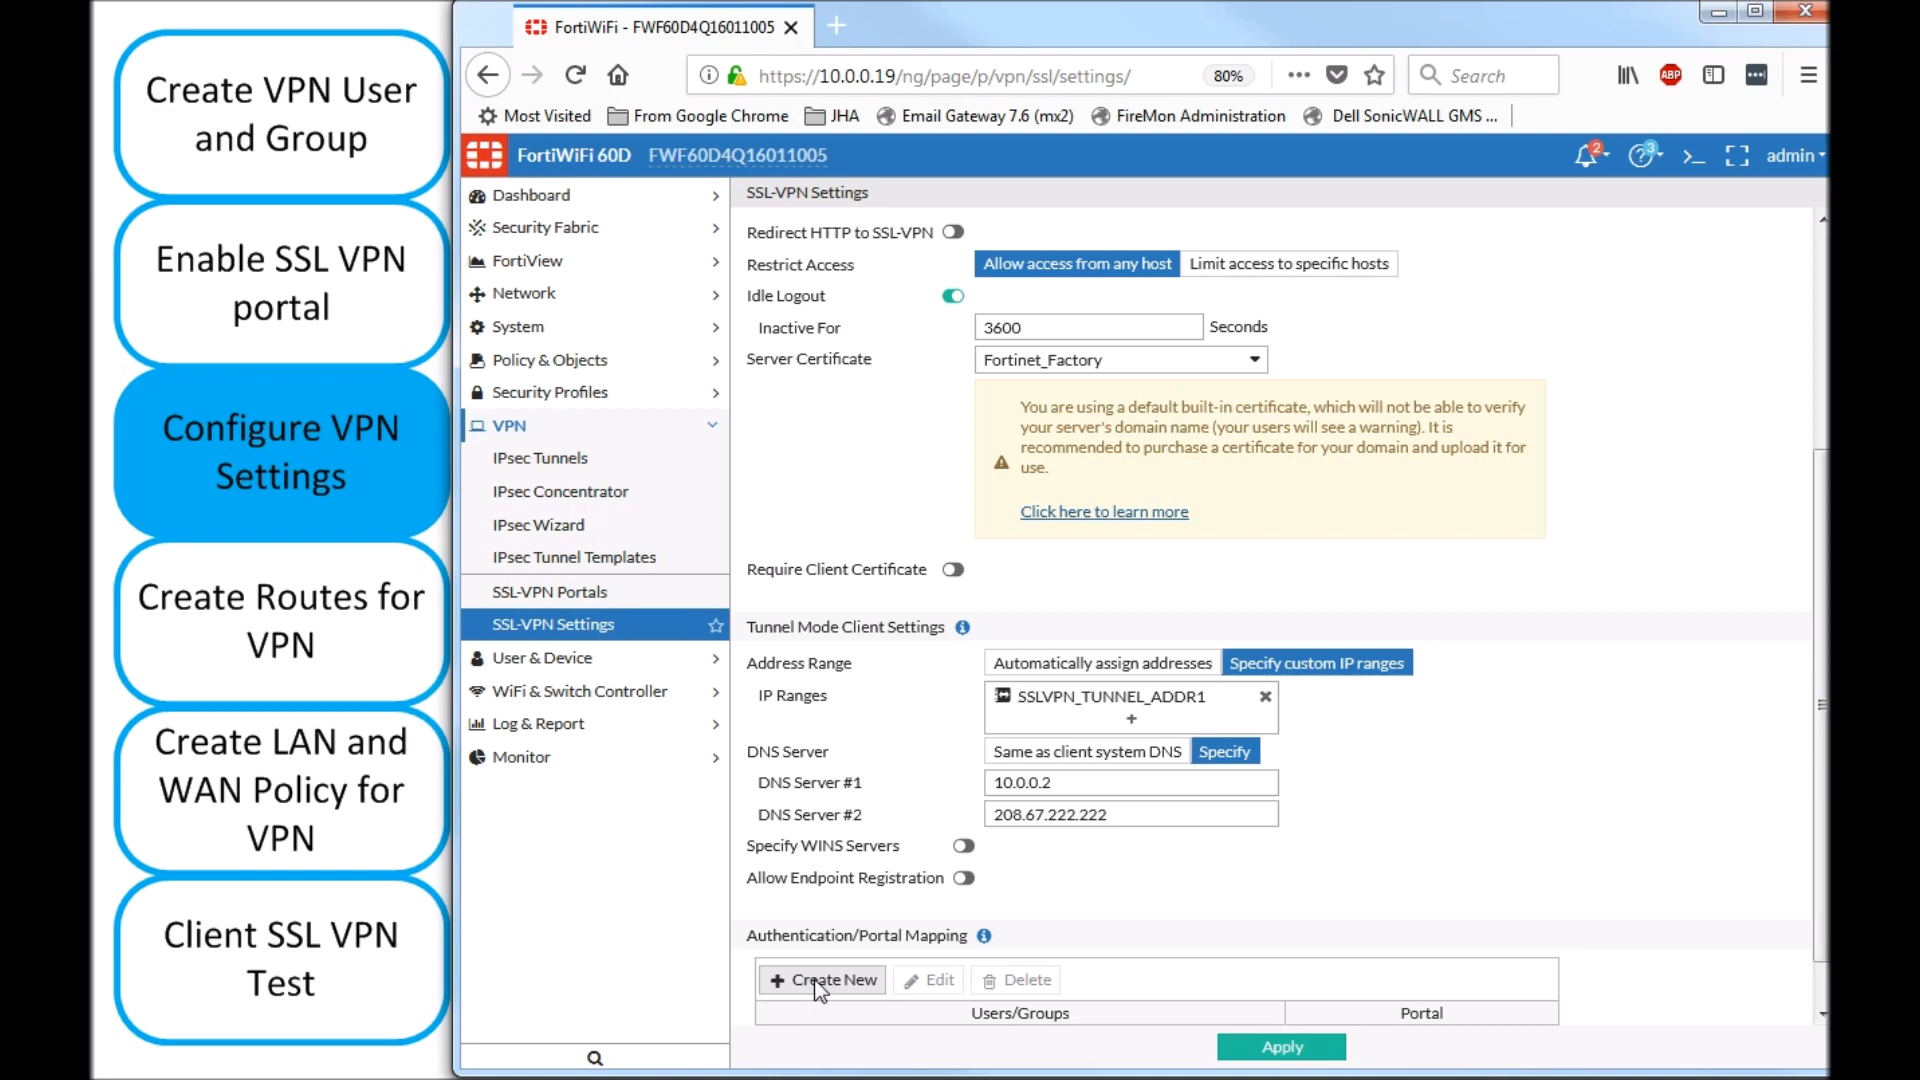 Create VPN User
and Group
Enable SSL VPN
portal
Configure VPN
Settings
Create Routes for
VPN
Create LAN and
WAN Policy for
VPN
Client SSL VPN
Test
FortiWiFi - FWF60D4Q16011005
https://10.0.0.19/ng/page/p/vpn/ssl/settings/
80%
Search
ABP
Most Visited
From Google Chrome
JHA
Email Gateway 7.6 (mx2)
FireMon Administration
Dell SonicWALL GMS ...
FortiWiFi 60D FWF60D4Q16011005
2
3
admin
Dashboard
Security Fabric
FortiView
Network
System
Policy & Objects
Security Profiles
VPN
IPsec Tunnels
IPsec Concentrator
IPsec Wizard
IPsec Tunnel Templates
SSL-VPN Portals
SSL-VPN Settings
User & Device
WiFi & Switch Controller
Log & Report
Monitor
SSL-VPN Settings
Redirect HTTP to SSL-VPN
Restrict Access Allow access from any host Limit access to specific hosts
Idle Logout
Inactive For 3600 Seconds
Server Certificate Fortinet_Factory
You are using a default built-in certificate, which will not be able to verify
your server's domain name (your users will see a warning). It is
recommended to purchase a certificate for your domain and upload it for
use.
Click here to learn more
Require Client Certificate
Tunnel Mode Client Settings
Address Range Automatically assign addresses Specify custom IP ranges
IP Ranges SSLVPN_TUNNEL_ADDR1
DNS Server Same as client system DNS Specify
DNS Server #1 10.0.0.2
DNS Server #2 208.67.222.222
Specify WINS Servers
Allow Endpoint Registration
Authentication/Portal Mapping
Create New Edit Delete
Users/Groups Portal
Apply